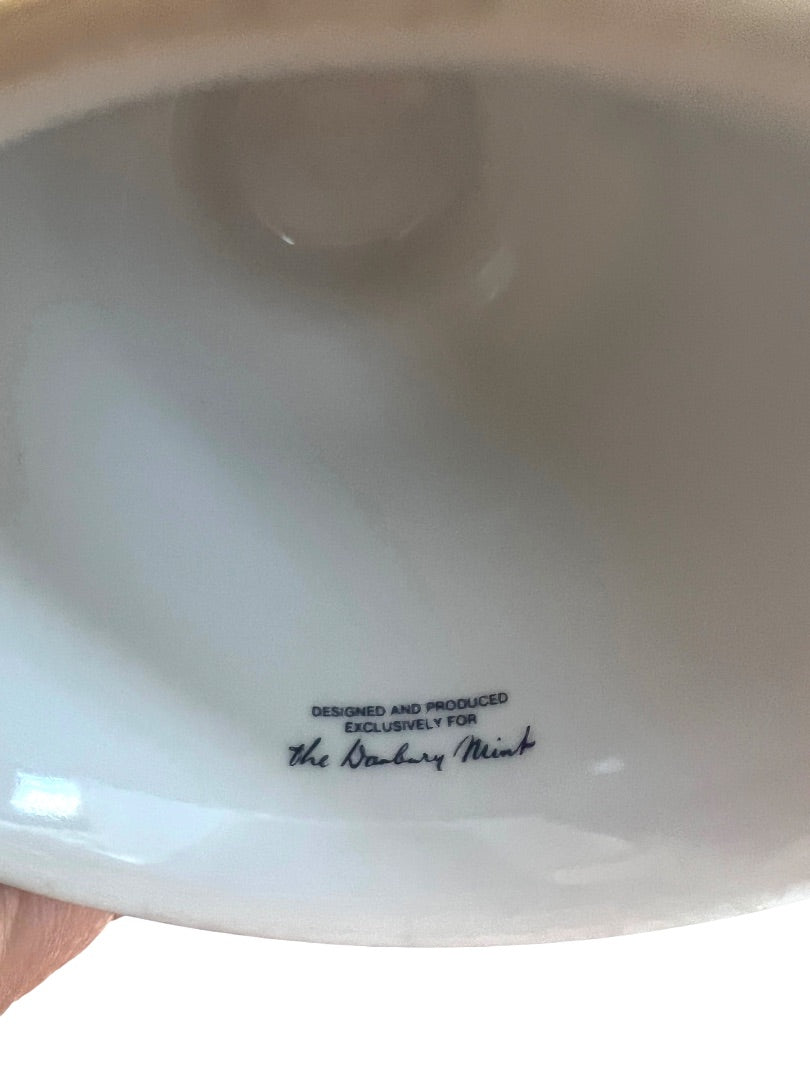 DESIGNED AND PRODUCED
EXCLUSIVELY FOR
the Danbury Mint